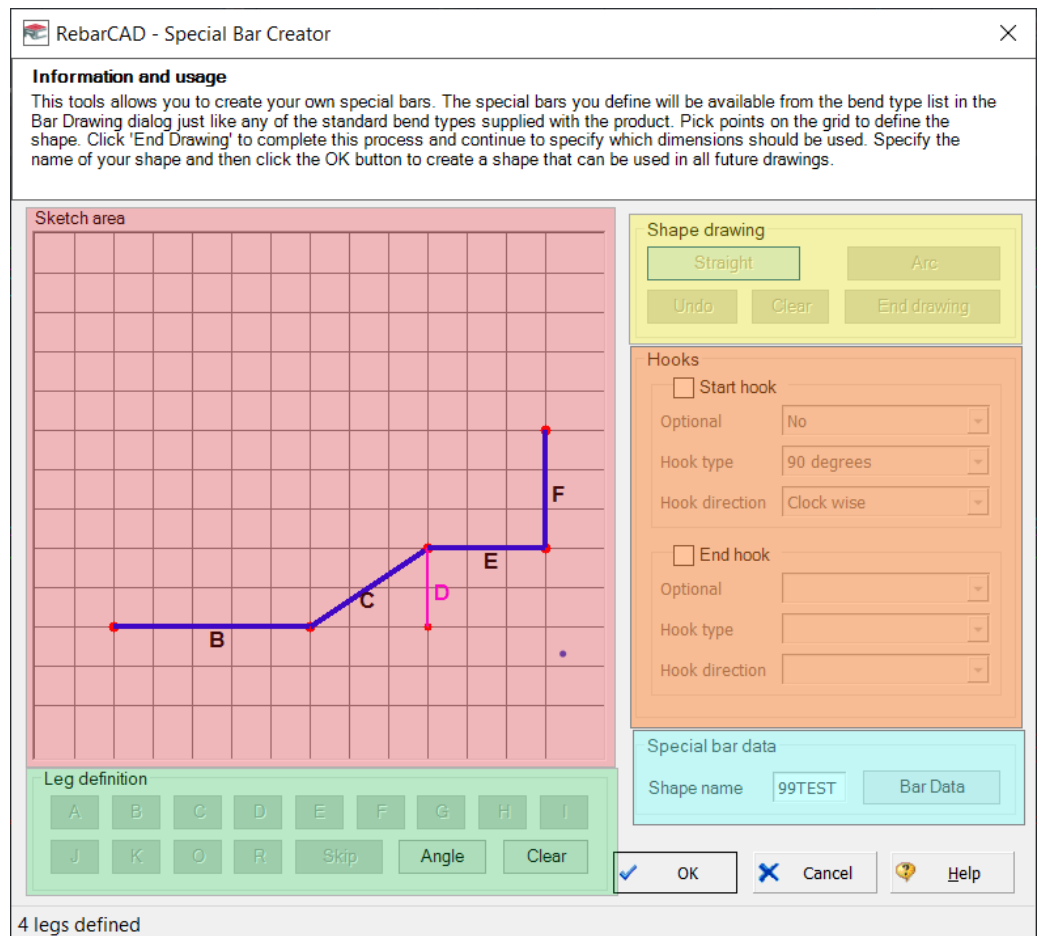 RebarCAD - Special Bar Creator
Information and usage
This tools allows you to create your own special bars. The special bars you define will be available from the bend type list in the
Bar Drawing dialog just like any of the standard bend types supplied with the product. Pick points on the grid to define the
shape. Click 'End Drawing' to complete this process and continue to specify which dimensions should be used. Specify the
name of your shape and then click the OK button to create a shape that can be used in all future drawings.
Sketch area
F
E
D
C
B
Shape drawing
Straight Arc
Undo Clear End drawing
Hooks
Start hook
Optional No
Hook type 90 degrees
Hook direction Clock wise
End hook
Optional
Hook type
Hook direction
Special bar data
Shape name 99TEST Bar Data
Leg definition
A B C D E F G H I
J K O R Skip Angle Clear
OK Cancel Help
4 legs defined